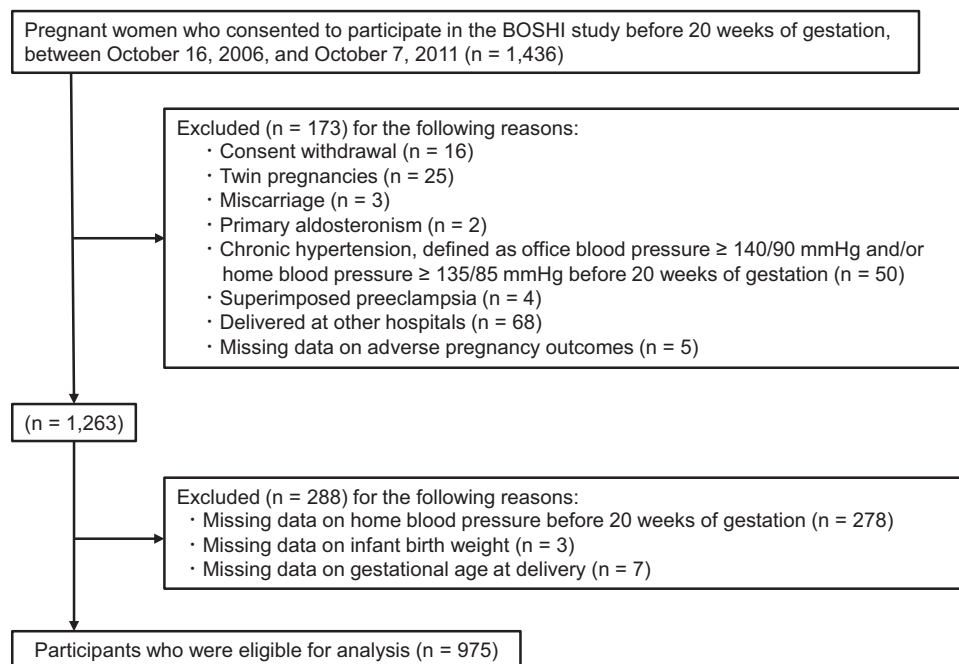 Pregnant women who consented to participate in the BOSHI study before 20 weeks of gestation,
between October 16, 2006, and October 7, 2011 (n = 1,436)
Excluded (n = 173) for the following reasons:
・Consent withdrawal (n = 16)
・Twin pregnancies (n = 25)
・Miscarriage (n = 3)
・Primary aldosteronism (n = 2)
・Chronic hypertension, defined as office blood pressure ≥ 140/90 mmHg and/or
home blood pressure ≥ 135/85 mmHg before 20 weeks of gestation (n = 50)
・Superimposed preeclampsia (n = 4)
・Delivered at other hospitals (n = 68)
・Missing data on adverse pregnancy outcomes (n = 5)
(n = 1,263)
Excluded (n = 288) for the following reasons:
・Missing data on home blood pressure before 20 weeks of gestation (n = 278)
・Missing data on infant birth weight (n = 3)
・Missing data on gestational age at delivery (n = 7)
Participants who were eligible for analysis (n = 975)